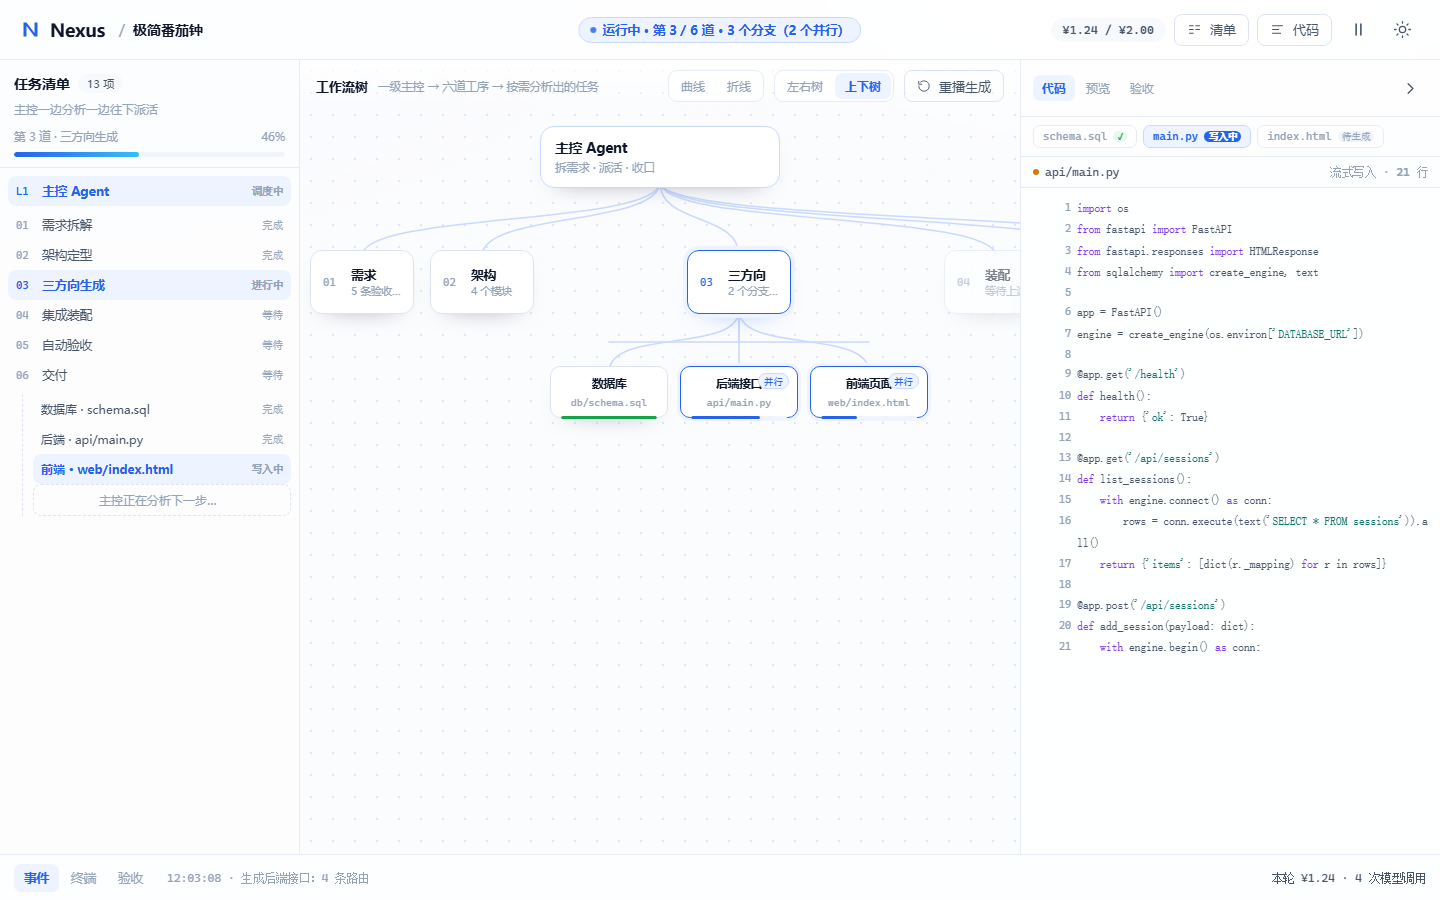 Nexus / 极简番茄钟
运行中 • 第 3 / 6 道 • 3 个分支 (2 个并行)
¥1.24 / ¥2.00
清单
代码
任务清单 13 项
主控一边分析一边往下派活
第 3 道 · 三方向生成 46%
L1 主控 Agent 调度中
01 需求拆解 完成
02 架构定型 完成
03 三方向生成 进行中
04 集成装配 等待
05 自动验收 等待
06 交付 等待
数据库 · schema.sql 完成
后端 · api/main.py 完成
前端 • web/index.html 写入中
主控正在分析下一步...
工作流树 一级主控 → 六道工序 → 按需分析出的任务
曲线 折线
左右树 上下树
重播生成
主控 Agent
拆需求 · 派活 · 收口
01 需求
5 条验收...
02 架构
4 个模块
03 三方向
2 个分支...
04 装配
等待上
数据库
db/schema.sql
后端接口 并行
api/main.py
前端页面 并行
web/index.html
代码 预览 验收
schema.sql ✓
main.py 写入中
index.html 待生成
api/main.py 流式写入 · 21 行
1 import os
2 from fastapi import FastAPI
3 from fastapi.responses import HTMLResponse
4 from sqlalchemy import create_engine, text
5
6 app = FastAPI()
7 engine = create_engine(os.environ['DATABASE_URL'])
8
9 @app.get('/health')
10 def health():
11 return {'ok': True}
12
13 @app.get('/api/sessions')
14 def list_sessions():
15 with engine.connect() as conn:
16 rows = conn.execute(text('SELECT * FROM sessions')).a
ll()
17 return {'items': [dict(r._mapping) for r in rows]}
18
19 @app.post('/api/sessions')
20 def add_session(payload: dict):
21 with engine.begin() as conn:
事件 终端 验收 12:03:08 · 生成后端接口: 4 条路由
本轮 ¥1.24 · 4 次模型调用